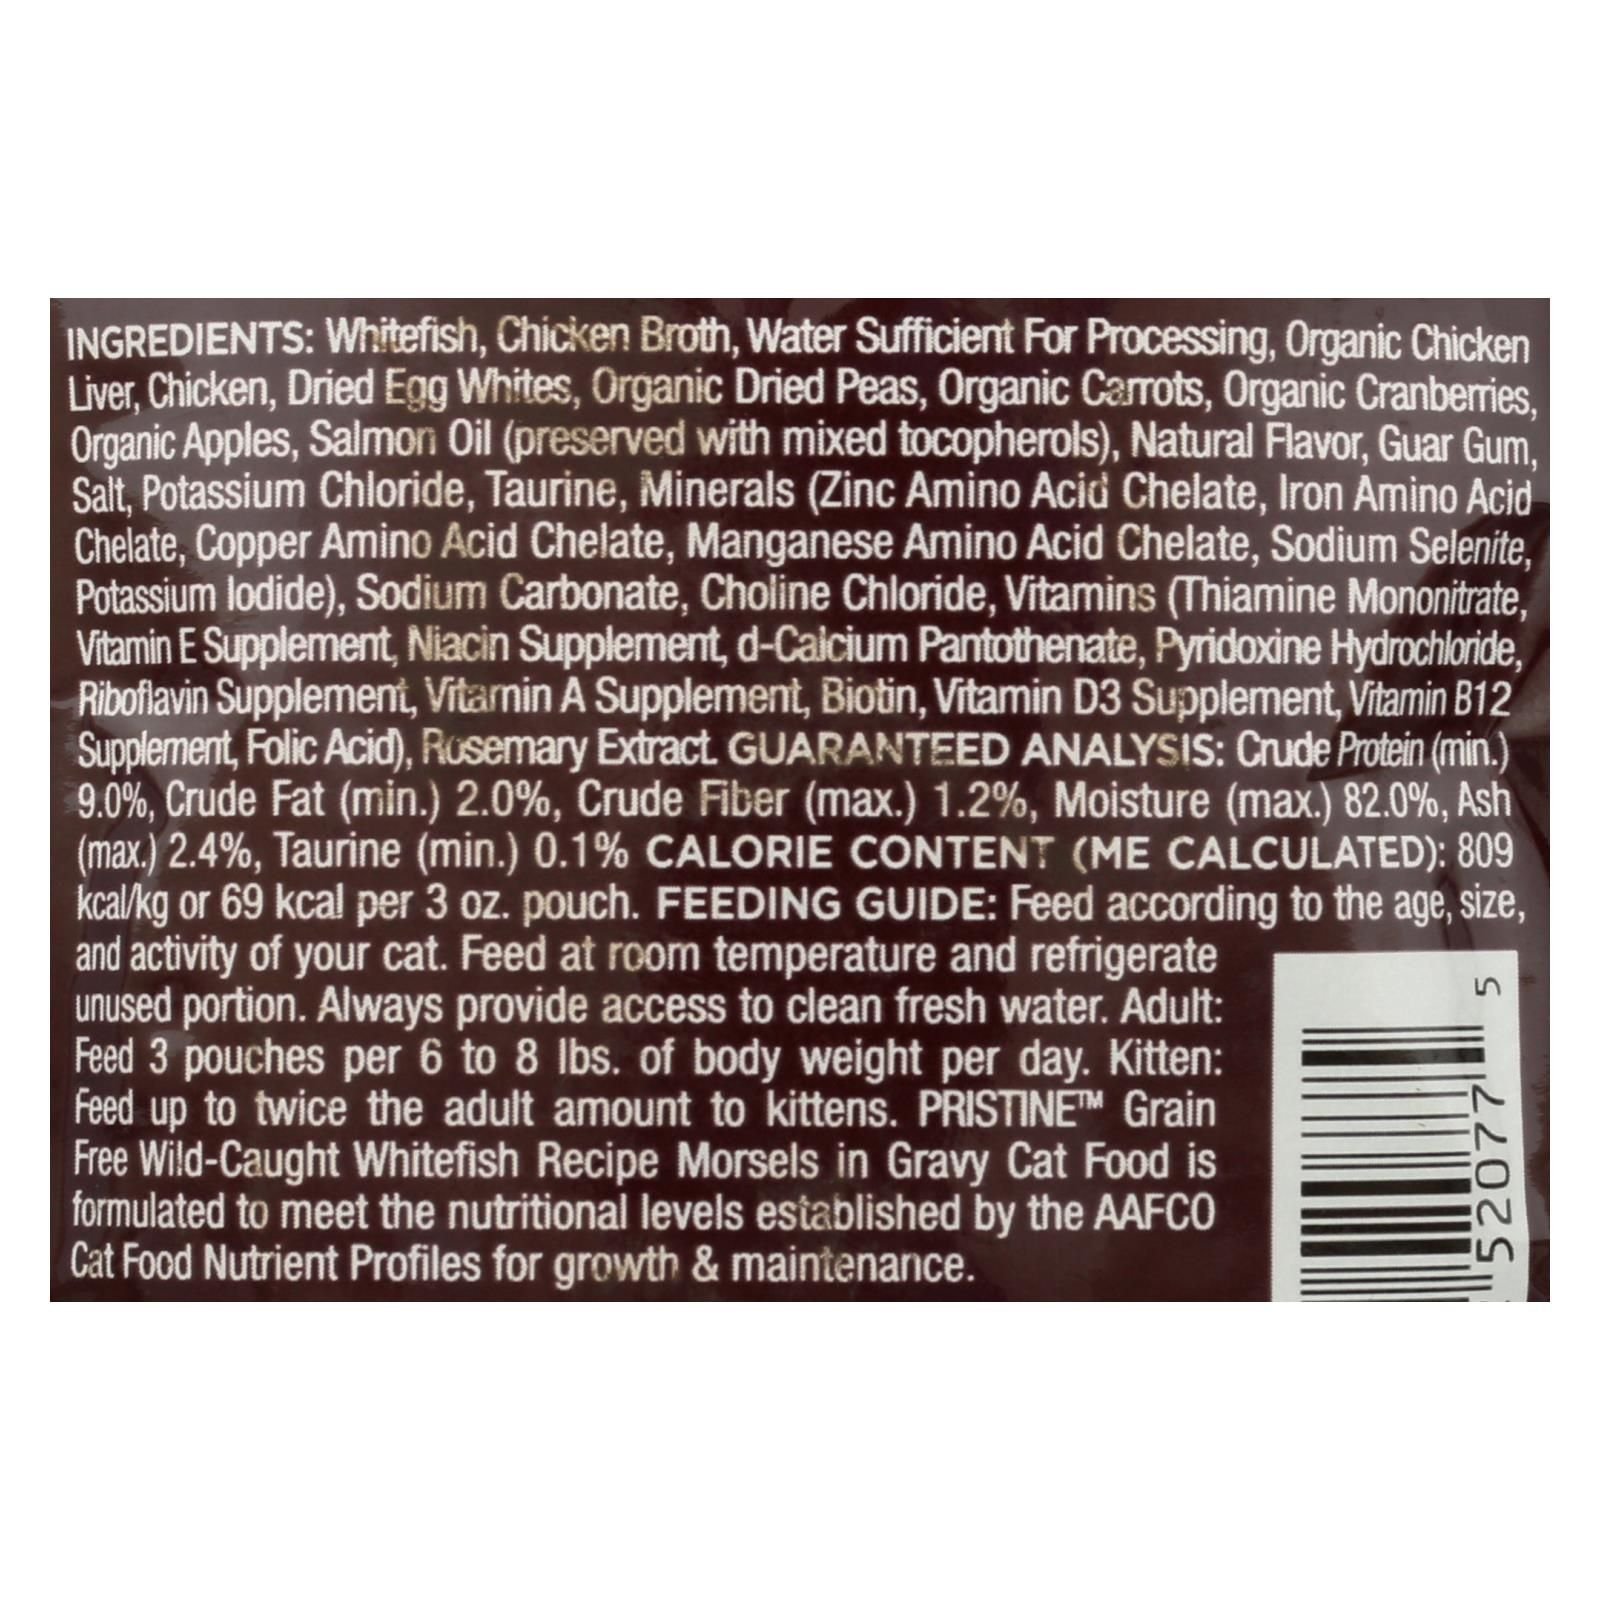 INGREDIENTS: Whitefish, Chicken Broth, Water Sufficient For Processing, Organic Chicken
Liver, Chicken, Dried Egg Whites, Organic Dried Peas, Organic Carrots, Organic Cranberries,
Organic Apples, Salmon Oil (preserved with mixed tocopherols), Natural Flavor, Guar Gum,
Salt, Potassium Chloride, Taurine, Minerals (Zinc Amino Acid Chelate, Iron Amino Acid
Chelate, Copper Amino Acid Chelate, Manganese Amino Acid Chelate, Sodium Selenite,
Potassium Iodide), Sodium Carbonate, Choline Chloride, Vitamins (Thiamine Mononitrate,
Vitamin E Supplement, Niacin Supplement, d-Calcium Pantothenate, Pyridoxine Hydrochloride,
Riboflavin Supplement, Vitamin A Supplement, Biotin, Vitamin D3 Supplement, Vitamin B12
Supplement, Folic Acid), Rosemary Extract. GUARANTEED ANALYSIS: Crude Protein (min.)
9.0%, Crude Fat (min.) 2.0%, Crude Fiber (max.) 1.2%, Moisture (max.) 82.0%, Ash
(max.) 2.4%, Taurine (min.) 0.1% CALORIE CONTENT (ME CALCULATED): 809
kcal/kg or 69 kcal per 3 oz. pouch. FEEDING GUIDE: Feed according to the age, size,
and activity of your cat. Feed at room temperature and refrigerate
unused portion. Always provide access to clean fresh water. Adult:
Feed 3 pouches per 6 to 8 lbs. of body weight per day. Kitten:
Feed up to twice the adult amount to kittens. PRISTINE™ Grain
Free Wild-Caught Whitefish Recipe Morsels in Gravy Cat Food is
formulated to meet the nutritional levels established by the AAFCO
Cat Food Nutrient Profiles for growth & maintenance.
52077 5